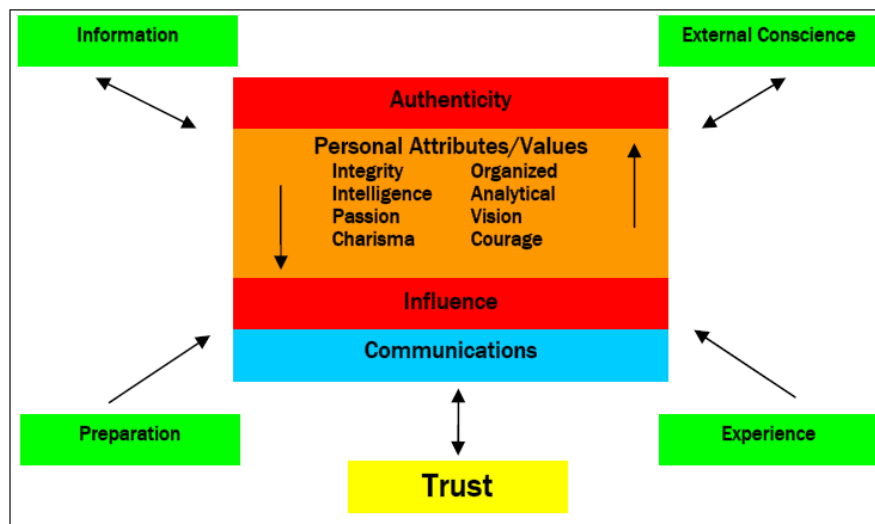 Information
External Conscience
Authenticity
Personal Attributes/Values
Integrity Organized
Intelligence Analytical
Passion Vision
Charisma Courage
Influence
Communications
Preparation
Experience
Trust